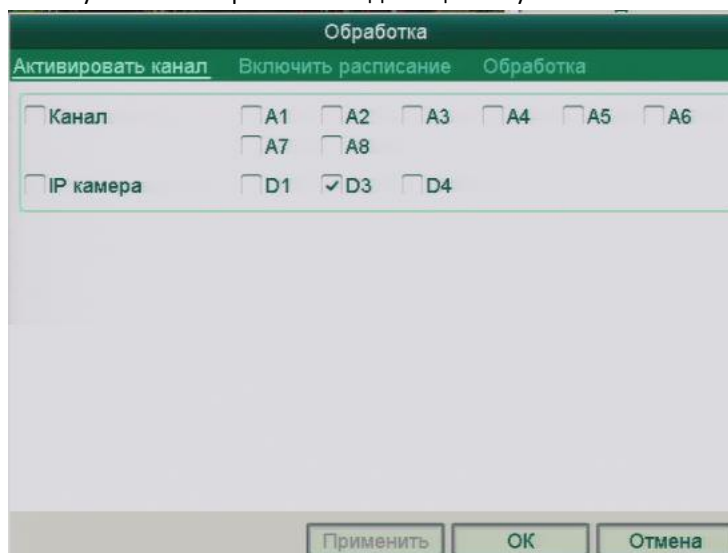 Обработка
Активировать канал Включить расписание Обработка
Канал A1 A2 A3 A4 A5 A6
A7 A8
IP камера D1 D3 D4
Применить OK Отмена